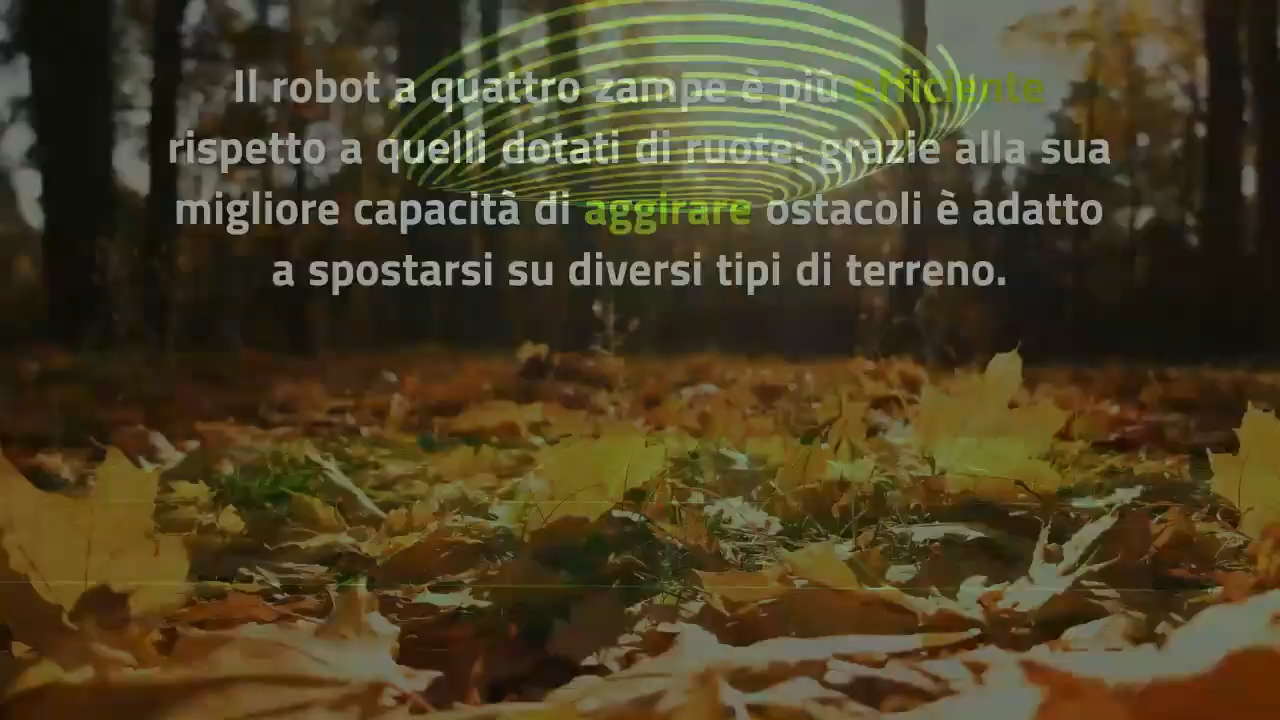 Il robot a quattro zampe è più efficiente
rispetto a quelli dotati di ruote: grazie alla sua
migliore capacità di aggirare ostacoli è adatto
a spostarsi su diversi tipi di terreno.